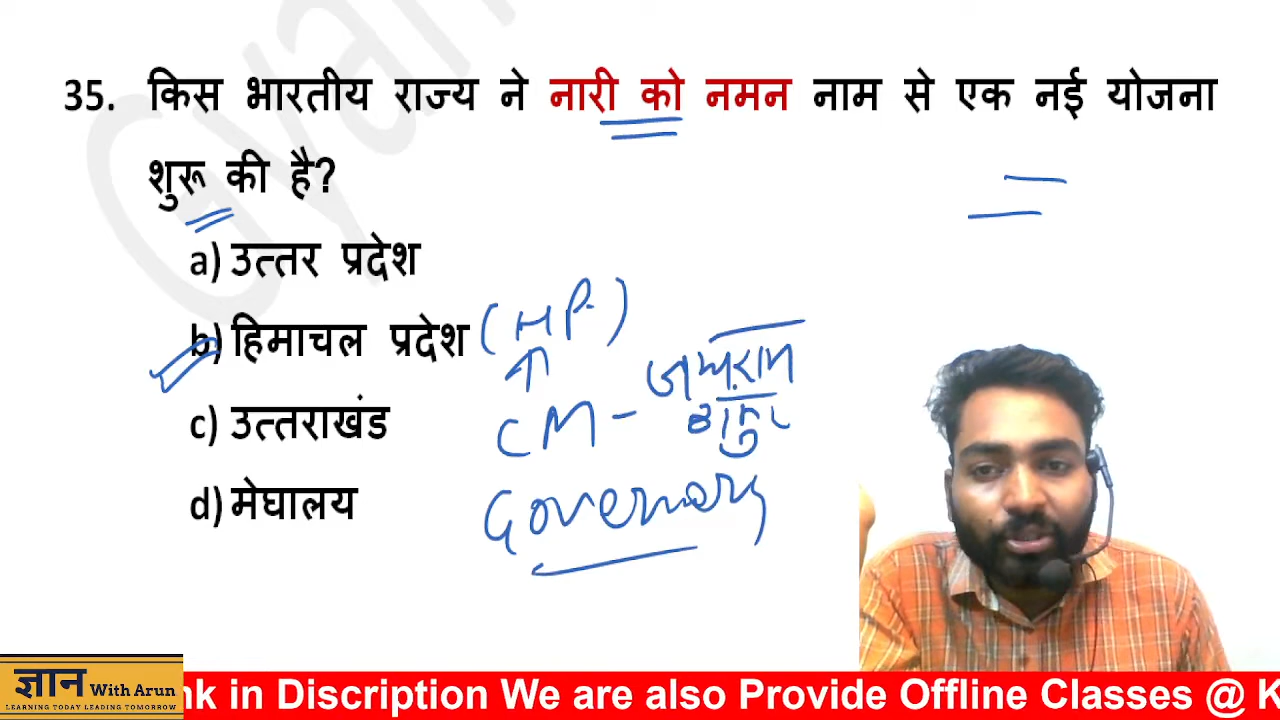 35. किस भारतीय राज्य ने नारी को नमन नाम से एक नई योजना
शुरू की है?
a) उत्तर प्रदेश
b) हिमाचल प्रदेश (HP)
c) उत्तराखंड
CM - जयराम
d) मेघालय
Governor
ज्ञान With Arun
LEARNING TODAY LEADING TOMORROW
nk in Discription We are also Provide Offline Classes @ K